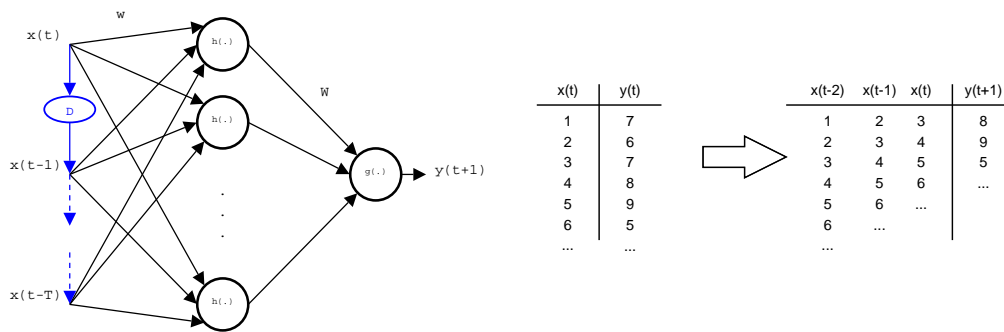 w
x(t)
h(.)
D
h(.)
W
x(t-1)
g(.)
y(t+1)
.
.
.
x(t-T)
h(.)
x(t) y(t)
1 7
2 6
3 7
4 8
5 9
6 5
... ...
x(t-2) x(t-1) x(t) y(t+1)
1 2 3 8
2 3 4 9
3 4 5 5
4 5 6 ...
5 6 ...
6 ...
...